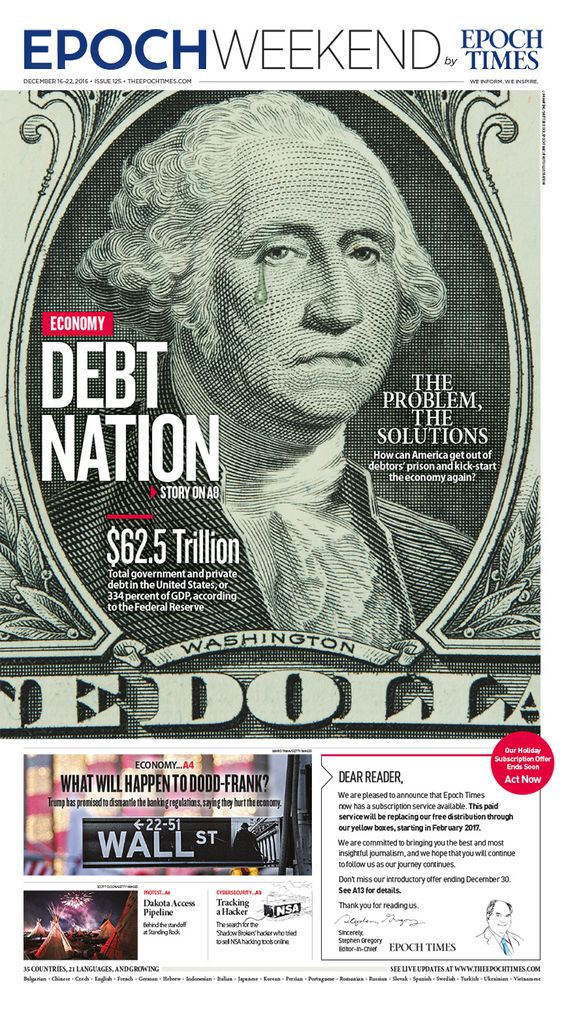 EPOCHWEEKEND by EPOCH TIMES
DECEMBER 16-22, 2016 • ISSUE 125 • THEEPOCHTIMES.COM
WE INFORM. WE INSPIRE.
ECONOMY
DEBT
NATION
STORY ON A8
THE
PROBLEM,
THE
SOLUTIONS
How can America get out of
debtors' prison and kick-start
the economy again?
$62.5 Trillion
Total government and private
debt in the United States, or
334 percent of GDP, according
to the Federal Reserve
WASHINGTON
NE DOLLA
ECONOMY...A4
WHAT WILL HAPPEN TO DODD-FRANK?
Trump has promised to dismantle the banking regulations, saying they hurt the economy.
22-51
WALL ST
PROTEST...A6
Dakota Access
Pipeline
Behind the standoff
at Standing Rock.
CYBERSECURITY...A3
Tracking
a Hacker
NSA
The search for the
'Shadow Brokers' hacker who tried
to sell NSA hacking tools online.
Our Holiday
Subscription Offer
Ends Soon
Act Now
DEAR READER,
We are pleased to announce that Epoch Times
now has a subscription service available. This paid
service will be replacing our free distribution through
our yellow boxes, starting in February 2017.
We are committed to bringing you the best and most
insightful journalism, and we hope that you will continue
to follow us as our journey continues.
Don't miss our introductory offer ending December 30.
See A13 for details.
Thank you for reading us,
Stephen Gregory
Sincerely,
Stephen Gregory
Editor-in-Chief
EPOCH TIMES
35 COUNTRIES, 21 LANGUAGES, AND GROWING
SEE LIVE UPDATES AT WWW.THEEPOCHTIMES.COM
Bulgarian • Chinese • Czech • English • French • German • Hebrew • Indonesian • Italian • Japanese • Korean • Persian • Portuguese • Romanian • Russian • Slovak • Spanish • Swedish • Turkish • Ukrainian • Vietnamese